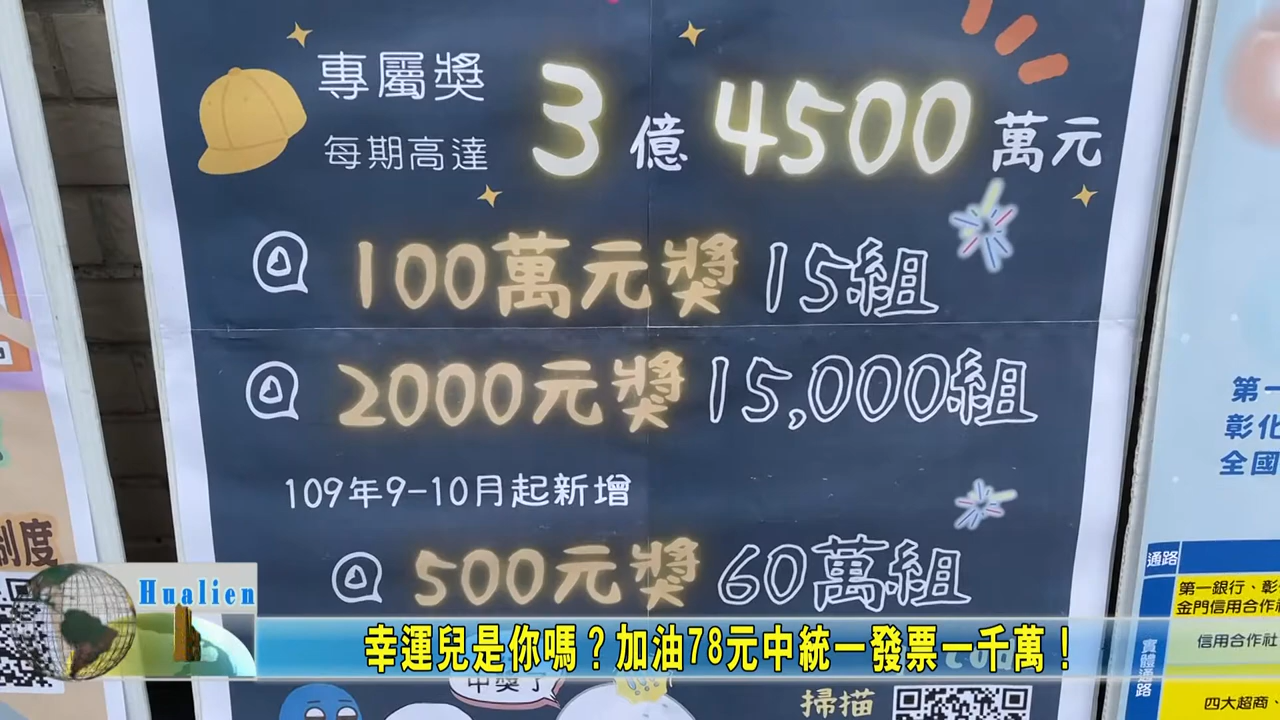 專屬獎
每期高達 3億4500萬元
100萬元獎 15組
2000元獎 15,000組
109年9-10月起新增
500元獎 60萬組
制度
Hualien
幸運兒是你嗎？加油78元中統一發票一千萬！
中獎了
掃描
第一
彰化
全國
通路
第一銀行、彰
金門信用合作社
信用合作社
實體通路
四大超商、